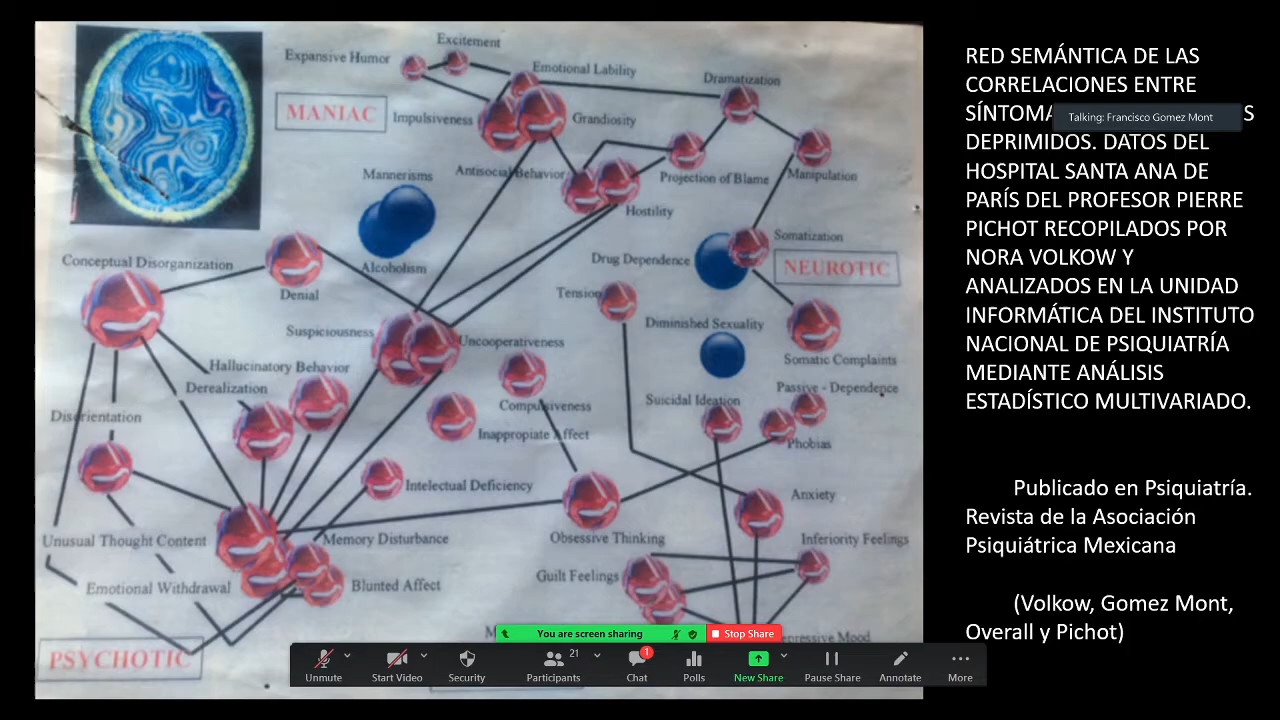 Excitement
Expansive Humor
Emotional Lability
Dramatization
MANIAC
Impulsiveness
Grandiosity
Mannerisms
Antisocial Behavior
Projection of Blame
Manipulation
Hostility
Somatization
Conceptual Disorganization
Alcoholism
Drug Dependence
NEUROTIC
Denial
Tension
Suspiciousness
Uncooperativeness
Diminished Sexuality
Somatic Complaints
Hallucinatory Behavior
Derealization
Passive - Dependence
Suicidal Ideation
Disorientation
Compulsiveness
Inappropiate Affect
Phobias
Intelectual Deficiency
Anxiety
Unusual Thought Content
Memory Disturbance
Obsessive Thinking
Inferiority Feelings
Guilt Feelings
Emotional Withdrawal
Blunted Affect
Mood
PSYCHOTIC
RED SEMÁNTICA DE LAS
CORRELACIONES ENTRE
Talking: Francisco Gomez Mont
DEPRIMIDOS. DATOS DEL
HOSPITAL SANTA ANA DE
PARÍS DEL PROFESOR PIERRE
PICHOT RECOPILADOS POR
NORA VOLKOW Y
ANALIZADOS EN LA UNIDAD
INFORMÁTICA DEL INSTITUTO
NACIONAL DE PSIQUIATRÍA
MEDIANTE ANÁLISIS
ESTADÍSTICO MULTIVARIADO.
Publicado en Psiquiatría.
Revista de la Asociación
Psiquiátrica Mexicana
(Volkow, Gomez Mont,
Overall y Pichot)
You are screen sharing
Stop Share
21
1
Unmute
Start Video
Security
Participants
Chat
Polls
New Share
Pause Share
Annotate
More